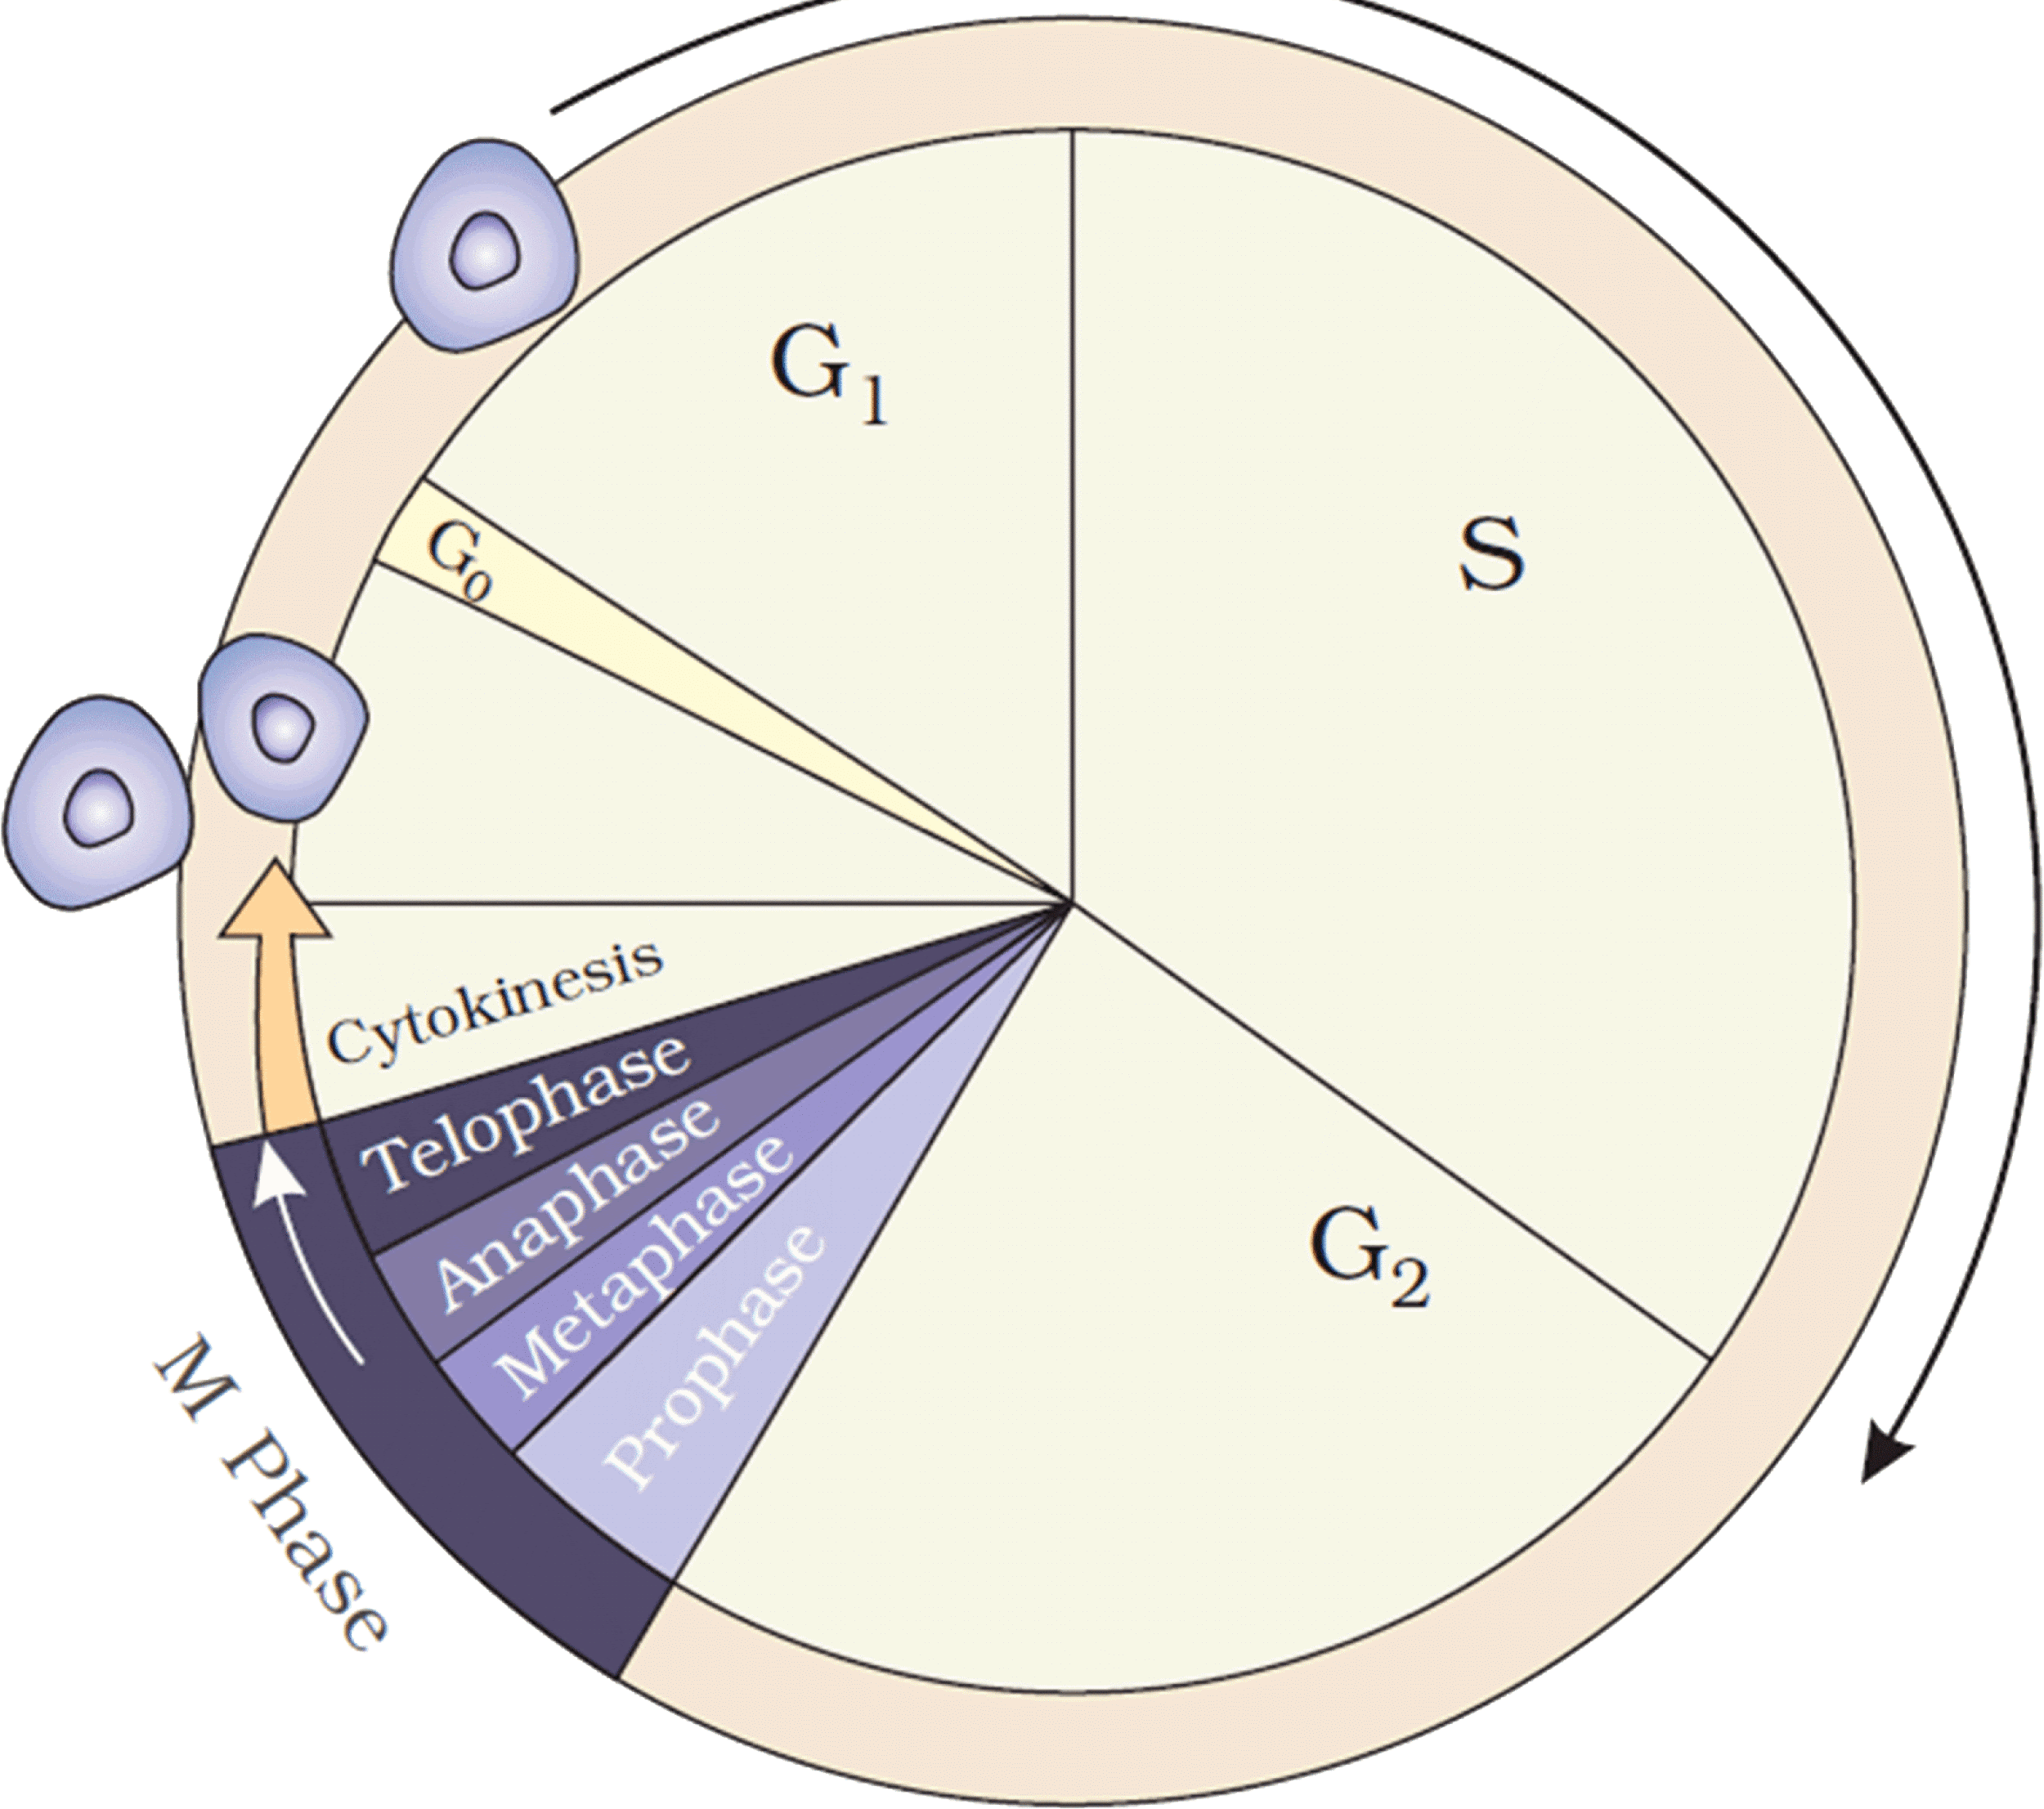 G₁
S
G₀
Cytokinesis
Telophase
Anaphase
Metaphase
Prophase
G₂
M Phase